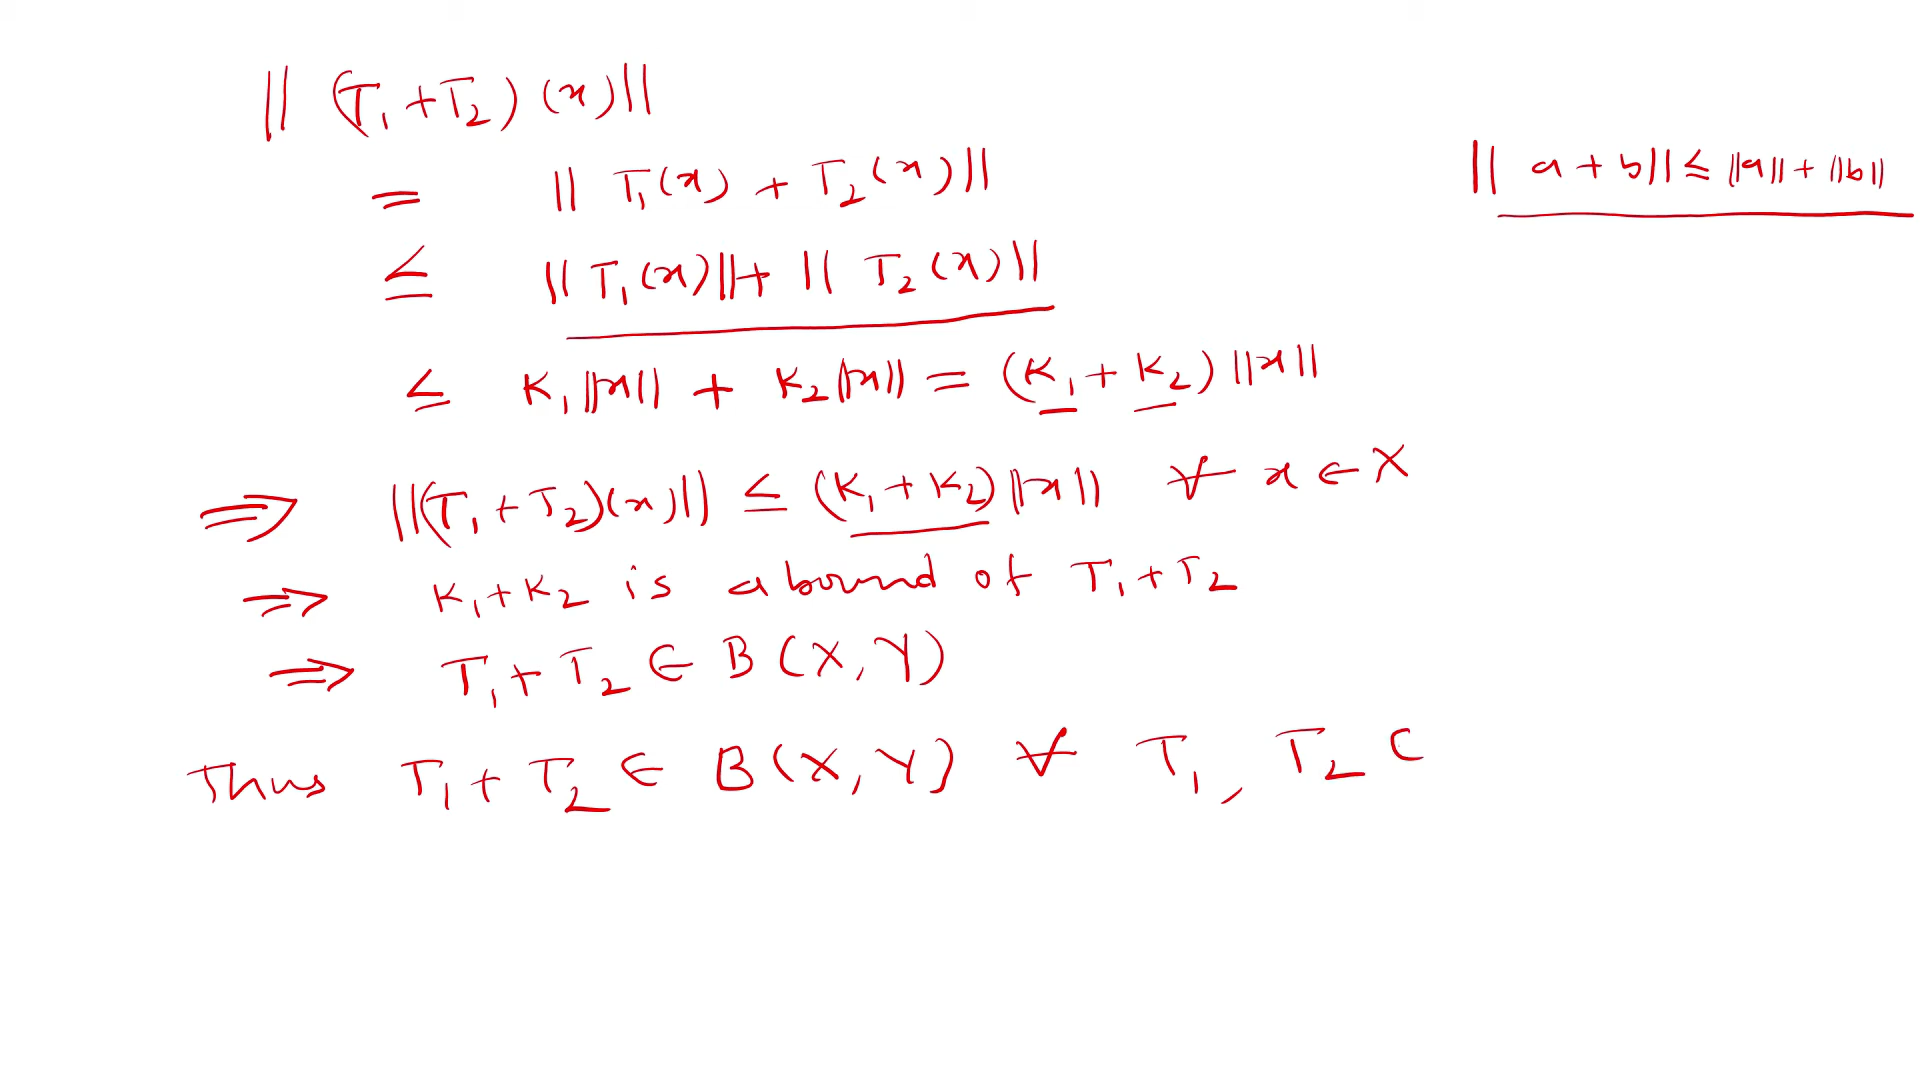 || (T₁+T₂)(x)||
= || T₁(x) + T₂(x)||
|| a + b|| ≤ ||a|| + ||b||
≤ || T₁(x)|| + || T₂(x)||
≤ K₁||x|| + K₂||x|| = (K₁ + K₂) ||x||
⇒ ||(T₁ + T₂)(x)|| ≤ (K₁ + K₂)||x|| ∀ x ∈ X
⇒ K₁+K₂ is a bound of T₁+T₂
⇒ T₁+T₂ ∈ B(X,Y)
Thus T₁+T₂ ∈ B(X,Y) ∀ T₁, T₂ C